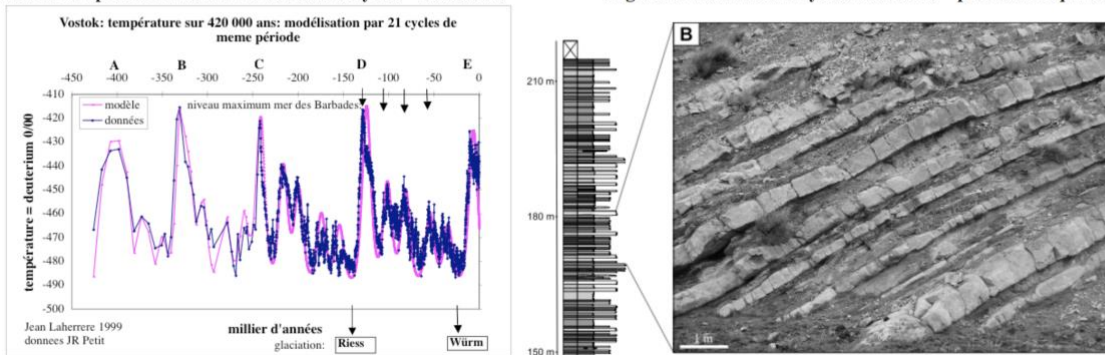 Vostok: température sur 420 000 ans: modélisation par 21 cycles de
meme période
A B C D E
-450 -400 -350 -300 -250 -200 -150 -100 -50 0
-410
-420
-430
-440
-450
-460
-470
-480
-490
-500
température = deuterium 0/00
modèle
données
niveau maximum mer des Barbades
Jean Laherrere 1999
donnees JR Petit
millier d'années
glaciation:
Riess
Würm
210 m
180 m
150 m
B
1 m